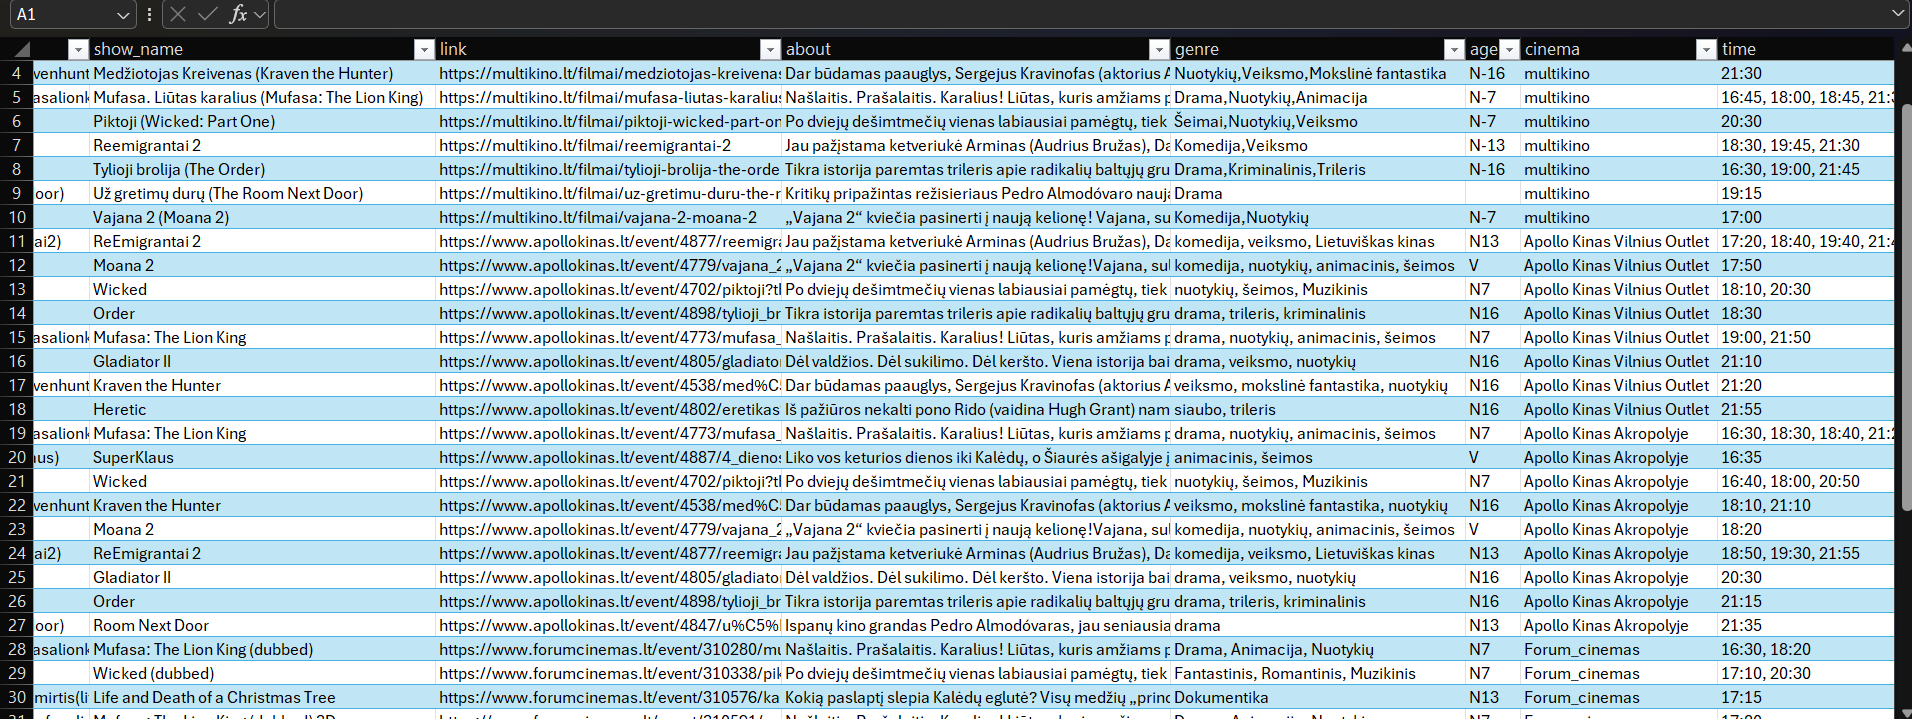 A1 fx
show_name link about genre age cinema time
4 venhunt Medžiotojas Kreivenas (Kraven the Hunter) https://multikino.lt/filmai/medziotojas-kreivenas Dar būdamas paauglys, Sergejus Kravinofas (aktorius A Nuotykių,Veiksmo,Mokslinė fantastika N-16 multikino 21:30
5 asalionk Mufasa. Liūtas karalius (Mufasa: The Lion King) https://multikino.lt/filmai/mufasa-liutas-karalius Našlaitis. Prašalaitis. Karalius! Liūtas, kuris amžiams p Drama,Nuotykių,Animacija N-7 multikino 16:45, 18:00, 18:45, 21:3
6 Piktoji (Wicked: Part One) https://multikino.lt/filmai/piktoji-wicked-part-on Po dviejų dešimtmečių vienas labiausiai pamėgtų, tiek Šeimai,Nuotykių,Veiksmo N-7 multikino 20:30
7 Reemigrantai 2 https://multikino.lt/filmai/reemigrantai-2 Jau pažįstama ketveriukė Arminas (Audrius Bružas), Da Komedija,Veiksmo N-13 multikino 18:30, 19:45, 21:30
8 Tylioji brolija (The Order) https://multikino.lt/filmai/tylioji-brolija-the-orde Tikra istorija paremtas trileris apie radikalių baltųjų gru Drama,Kriminalinis,Trileris N-16 multikino 16:30, 19:00, 21:45
9 oor) Už gretimų durų (The Room Next Door) https://multikino.lt/filmai/uz-gretimu-duru-the-r Kritikų pripažintas režisieriaus Pedro Almodóvaro nauja Drama multikino 19:15
10 Vajana 2 (Moana 2) https://multikino.lt/filmai/vajana-2-moana-2 „Vajana 2“ kviečia pasinerti į naują kelionę! Vajana, su Komedija,Nuotykių N-7 multikino 17:00
11 ai2) ReEmigrantai 2 https://www.apollokinas.lt/event/4877/reemigra Jau pažįstama ketveriukė Arminas (Audrius Bružas), Da komedija, veiksmo, Lietuviškas kinas N13 Apollo Kinas Vilnius Outlet 17:20, 18:40, 19:40, 21:4
12 Moana 2 https://www.apollokinas.lt/event/4779/vajana_2 „Vajana 2“ kviečia pasinerti į naują kelionę!Vajana, sul komedija, nuotykių, animacinis, šeimos V Apollo Kinas Vilnius Outlet 17:50
13 Wicked https://www.apollokinas.lt/event/4702/piktoji?tl Po dviejų dešimtmečių vienas labiausiai pamėgtų, tiek nuotykių, šeimos, Muzikinis N7 Apollo Kinas Vilnius Outlet 18:10, 20:30
14 Order https://www.apollokinas.lt/event/4898/tylioji_br Tikra istorija paremtas trileris apie radikalių baltųjų gru drama, trileris, kriminalinis N16 Apollo Kinas Vilnius Outlet 18:30
15 asalionk Mufasa: The Lion King https://www.apollokinas.lt/event/4773/mufasa_ Našlaitis. Prašalaitis. Karalius! Liūtas, kuris amžiams p drama, nuotykių, animacinis, šeimos N7 Apollo Kinas Vilnius Outlet 19:00, 21:50
16 Gladiator II https://www.apollokinas.lt/event/4805/gladiato Dėl valdžios. Dėl sukilimo. Dėl keršto. Viena istorija bai drama, veiksmo, nuotykių N16 Apollo Kinas Vilnius Outlet 21:10
17 venhunt Kraven the Hunter https://www.apollokinas.lt/event/4538/med%C5 Dar būdamas paauglys, Sergejus Kravinofas (aktorius A veiksmo, mokslinė fantastika, nuotykių N16 Apollo Kinas Vilnius Outlet 21:20
18 Heretic https://www.apollokinas.lt/event/4802/eretikas Iš pažiūros nekalti pono Rido (vaidina Hugh Grant) nam siaubo, trileris N16 Apollo Kinas Vilnius Outlet 21:55
19 asalionk Mufasa: The Lion King https://www.apollokinas.lt/event/4773/mufasa_ Našlaitis. Prašalaitis. Karalius! Liūtas, kuris amžiams p drama, nuotykių, animacinis, šeimos N7 Apollo Kinas Akropolyje 16:30, 18:30, 18:40, 21:2
20 us) SuperKlaus https://www.apollokinas.lt/event/4887/4_dienos Liko vos keturios dienos iki Kalėdų, o Šiaurės ašigalyje į animacinis, šeimos V Apollo Kinas Akropolyje 16:35
21 Wicked https://www.apollokinas.lt/event/4702/piktoji?tl Po dviejų dešimtmečių vienas labiausiai pamėgtų, tiek nuotykių, šeimos, Muzikinis N7 Apollo Kinas Akropolyje 16:40, 18:00, 20:50
22 venhunt Kraven the Hunter https://www.apollokinas.lt/event/4538/med%C5 Dar būdamas paauglys, Sergejus Kravinofas (aktorius A veiksmo, mokslinė fantastika, nuotykių N16 Apollo Kinas Akropolyje 18:10, 21:10
23 Moana 2 https://www.apollokinas.lt/event/4779/vajana_2 „Vajana 2“ kviečia pasinerti į naują kelionę!Vajana, sul komedija, nuotykių, animacinis, šeimos V Apollo Kinas Akropolyje 18:20
24 ai2) ReEmigrantai 2 https://www.apollokinas.lt/event/4877/reemigra Jau pažįstama ketveriukė Arminas (Audrius Bružas), Da komedija, veiksmo, Lietuviškas kinas N13 Apollo Kinas Akropolyje 18:50, 19:30, 21:55
25 Gladiator II https://www.apollokinas.lt/event/4805/gladiato Dėl valdžios. Dėl sukilimo. Dėl keršto. Viena istorija bai drama, veiksmo, nuotykių N16 Apollo Kinas Akropolyje 20:30
26 Order https://www.apollokinas.lt/event/4898/tylioji_br Tikra istorija paremtas trileris apie radikalių baltųjų gru drama, trileris, kriminalinis N16 Apollo Kinas Akropolyje 21:15
27 oor) Room Next Door https://www.apollokinas.lt/event/4847/u%C5% Ispanų kino grandas Pedro Almodóvaras, jau seniausia drama N13 Apollo Kinas Akropolyje 21:35
28 asalionk Mufasa: The Lion King (dubbed) https://www.forumcinemas.lt/event/310280/mu Našlaitis. Prašalaitis. Karalius! Liūtas, kuris amžiams p Drama, Animacija, Nuotykių N7 Forum_cinemas 16:30, 18:20
29 Wicked (dubbed) https://www.forumcinemas.lt/event/310338/pik Po dviejų dešimtmečių vienas labiausiai pamėgtų, tiek Fantastinis, Romantinis, Muzikinis N7 Forum_cinemas 17:10, 20:30
30 mirtis(li Life and Death of a Christmas Tree https://www.forumcinemas.lt/event/310576/ka Kokią paslaptį slepia Kalėdų eglutė? Visų medžių „princ Dokumentika N13 Forum_cinemas 17:15